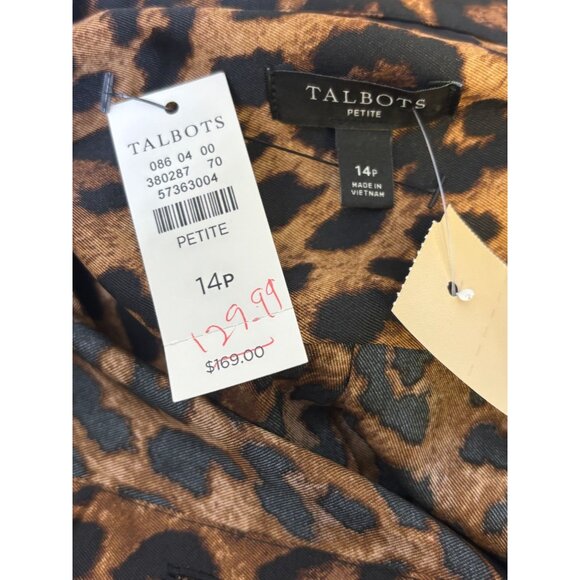 TALBOTS
086 04 00
380287 70
57363004
PETITE
14P
129.99
$169.00
TALBOTS
PETITE
14P
MADE IN
VIETNAM